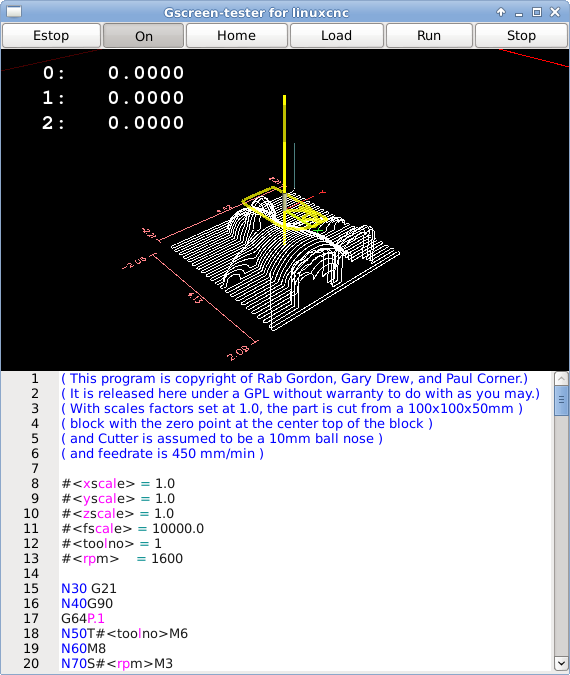 Gscreen-tester for linuxcnc
Estop On Home Load Run Stop
0: 0.0000
1: 0.0000
2: 0.0000
-2.08
2.08
1 ( This program is copyright of Rab Gordon, Gary Drew, and Paul Corner.)
2 ( It is released here under a GPL without warranty to do with as you may.)
3 ( With scales factors set at 1.0, the part is cut from a 100x100x50mm )
4 ( block with the zero point at the center top of the block )
5 ( and Cutter is assumed to be a 10mm ball nose )
6 ( and feedrate is 450 mm/min )
7
8 #<xscale> = 1.0
9 #<yscale> = 1.0
10 #<zscale> = 1.0
11 #<fscale> = 10000.0
12 #<toolno> = 1
13 #<rpm>  = 1600
14
15 N30 G21
16 N40G90
17 G64P.1
18 N50T#<toolno>M6
19 N60M8
20 N70S#<rpm>M3